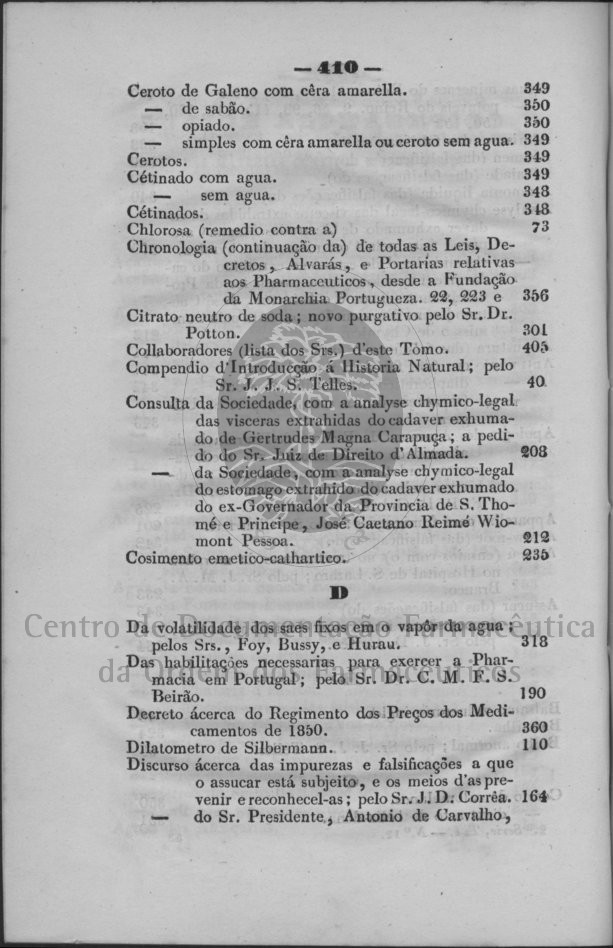 — 410 —
Ceroto de Galeno com cêra amarella. 349
— de sabão. 350
— opiado. 350
— simples com cêra amarella ou ceroto sem agua. 349
Cerotos. 349
Cétinado com agua. 349
— sem agua. 348
Cétinados. 348
Chlorosa (remedio contra a) 73
Chronologia (continuação da) de todas as Leis, De-
cretos, Alvarás, e Portarias relativas
aos Pharmaceuticos, desde a Fundação
da Monarchia Portugueza. 22, 223 e 356
Citrato neutro de soda; novo purgativo pelo Sr. Dr.
Potton. 301
Collaboradores (lista dos Srs.) d'este Tomo. 405
Compendio d'Introducção á Historia Natural; pelo
Sr. J. J. S. Telles. 40
Consulta da Sociedade, com a analyse chymico-legal
das visceras extrahidas do cadaver exhuma-
do de Gertrudes Magna Carapuça; a pedi-
do do Sr. Juiz de Direito d'Almada. 208
— da Sociedade, com a analyse chymico-legal
do estomago extrahido do cadaver exhumado
do ex-Governador da Provincia de S. Tho-
mé e Principe, José Caetano Reimé Wio-
mont Pessoa. 212
Cosimento emetico-cathartico. 235
D
Da volatilidade dos saes fixos em o vapôr da agua;
pelos Srs., Foy, Bussy, e Hurau. 318
Das habilitações necessarias para exercer a Phar-
macia em Portugal; pelo Sr. Dr. C. M. F. S.
Beirão. 190
Decreto ácerca do Regimento dos Preços dos Medi-
camentos de 1850. 360
Dilatometro de Silbermann. 110
Discurso ácerca das impurezas e falsificações a que
o assucar está subjeito, e os meios d'as pre-
venir e reconhecel-as; pelo Sr. J. D. Corrêa. 164
— do Sr. Presidente, Antonio de Carvalho,
Centro de Documentação Farmacêutica
da Ordem dos Farmacêuticos